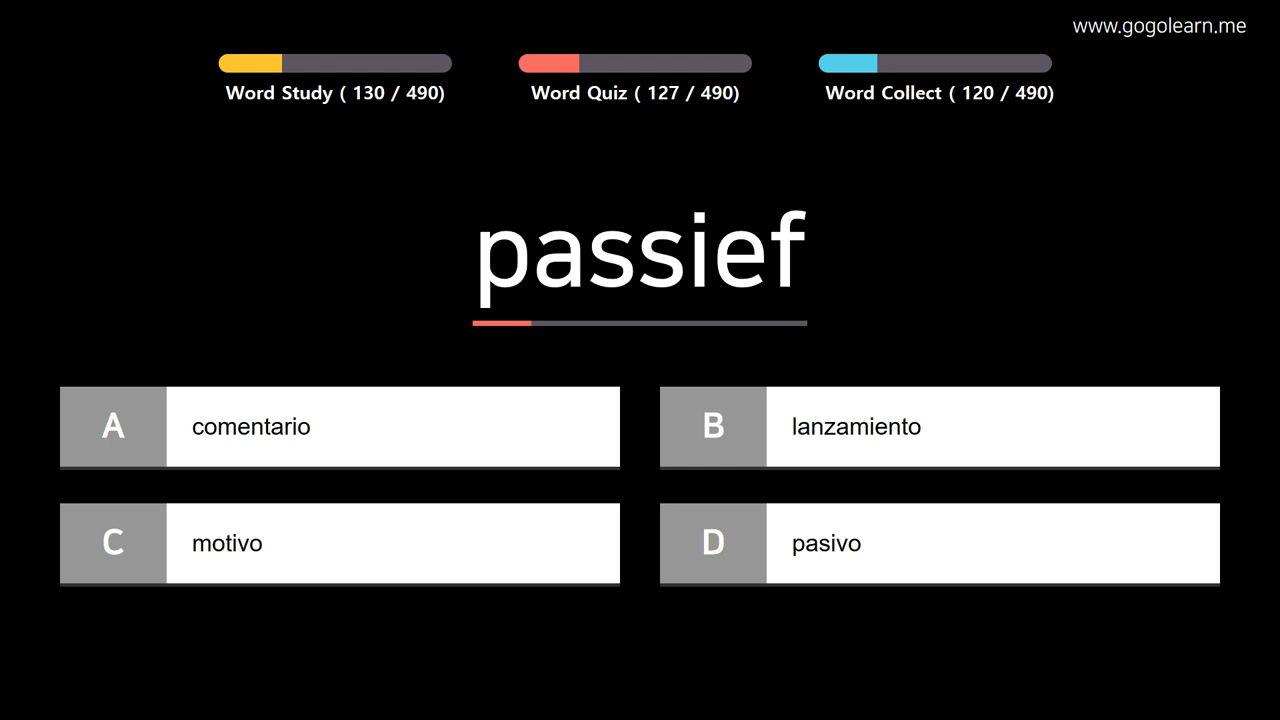 www.gogolearn.me
Word Study ( 130 / 490)
Word Quiz ( 127 / 490)
Word Collect ( 120 / 490)
passief
A comentario
B lanzamiento
C motivo
D pasivo